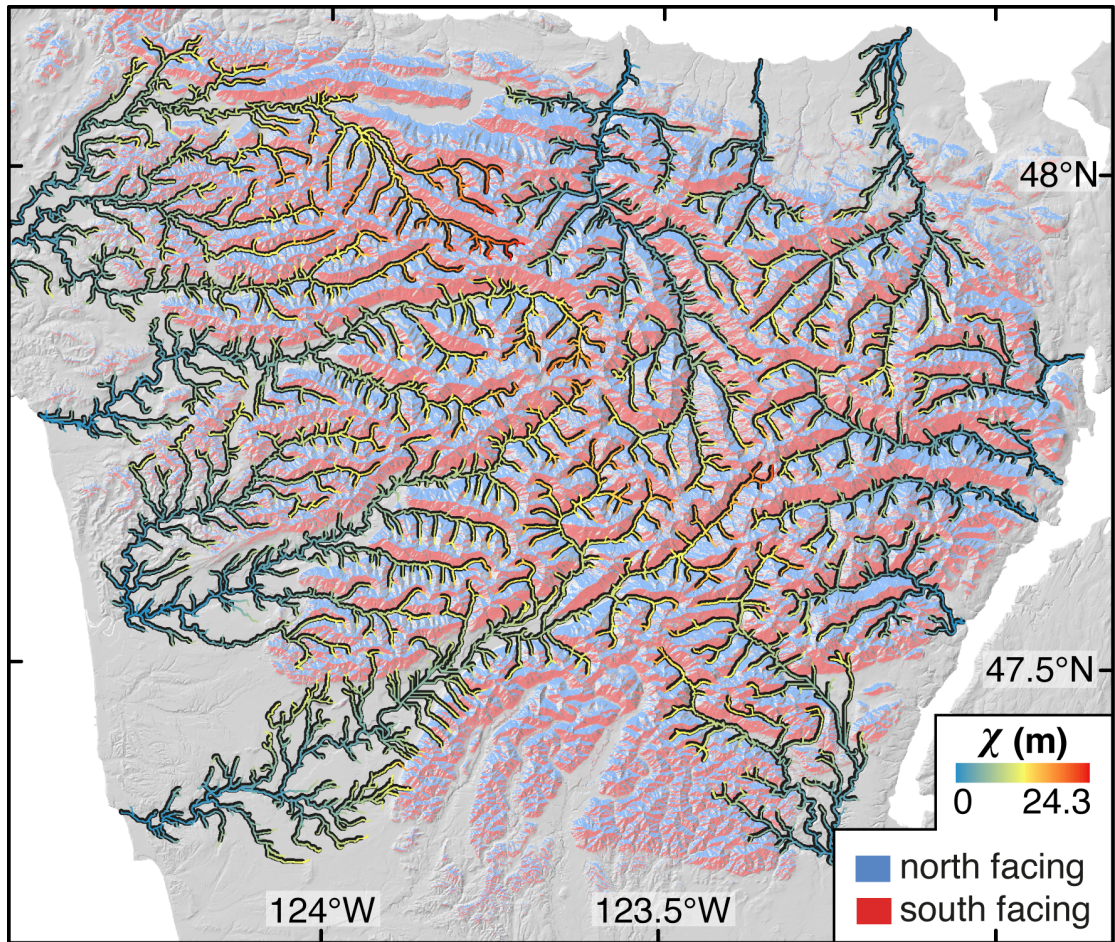 48°N
47.5°N
χ (m)
0 24.3
north facing
south facing
124°W 123.5°W